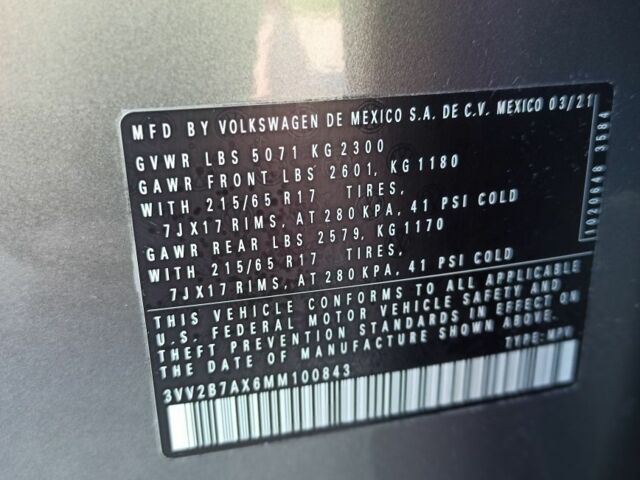 MFD BY VOLKSWAGEN DE MEXICO S.A. DE C.V. MEXICO 03/21
GVWR LBS 5071 KG 2300
GAWR FRONT LBS 2601, KG 1180
WITH 215/65 R17 TIRES,
7JX17 RIMS, AT 280 KPA, 41 PSI COLD
GAWR REAR LBS 2579, KG 1170
WITH 215/65 R17 TIRES,
7JX17 RIMS, AT 280 KPA, 41 PSI COLD
THIS VEHICLE CONFORMS TO ALL APPLICABLE
U.S. FEDERAL MOTOR VEHICLE SAFETY AND
THEFT PREVENTION STANDARDS IN EFFECT ON
THE DATE OF MANUFACTURE SHOWN ABOVE.
3VV2B7AX6MM100843 TYPE: MPV
1020648 3584